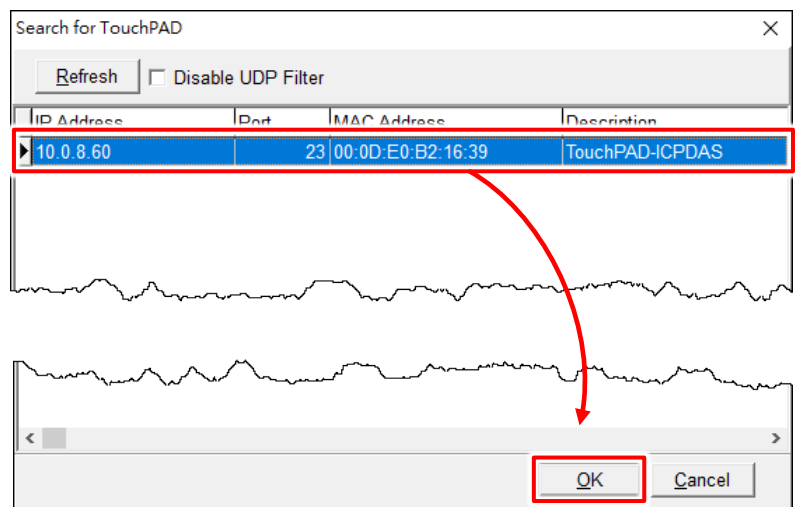 Search for TouchPAD
Refresh Disable UDP Filter
IP Address Port MAC Address Description
10.0.8.60 23 00:0D:E0:B2:16:39 TouchPAD-ICPDAS
OK Cancel